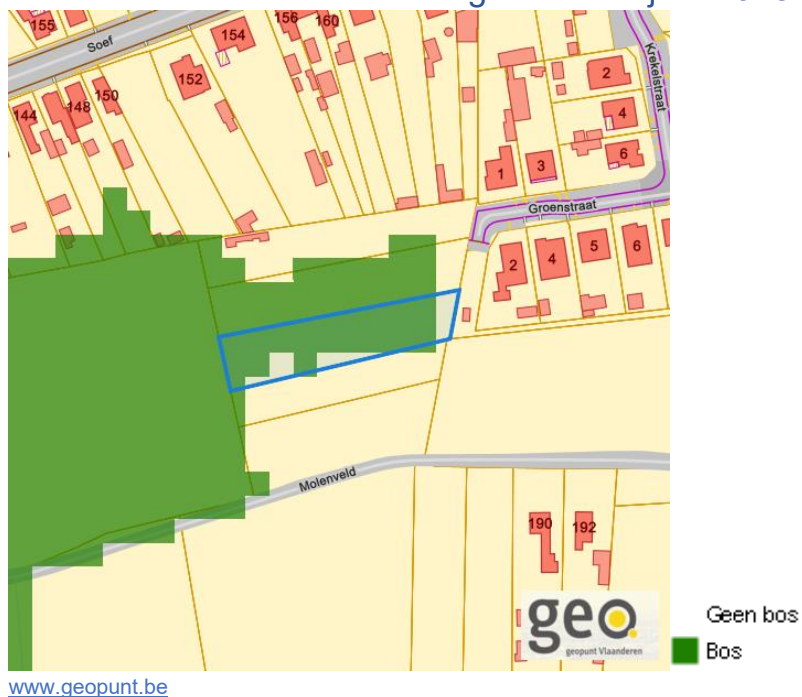 155
Soef
154
156
160
152
150
148
144
Krekelstraat
2
4
6
1
3
Groenstraat
2
4
5
6
Molenveld
190
192
geo
geopunt Vlaanderen
Geen bos
Bos
www.geopunt.be